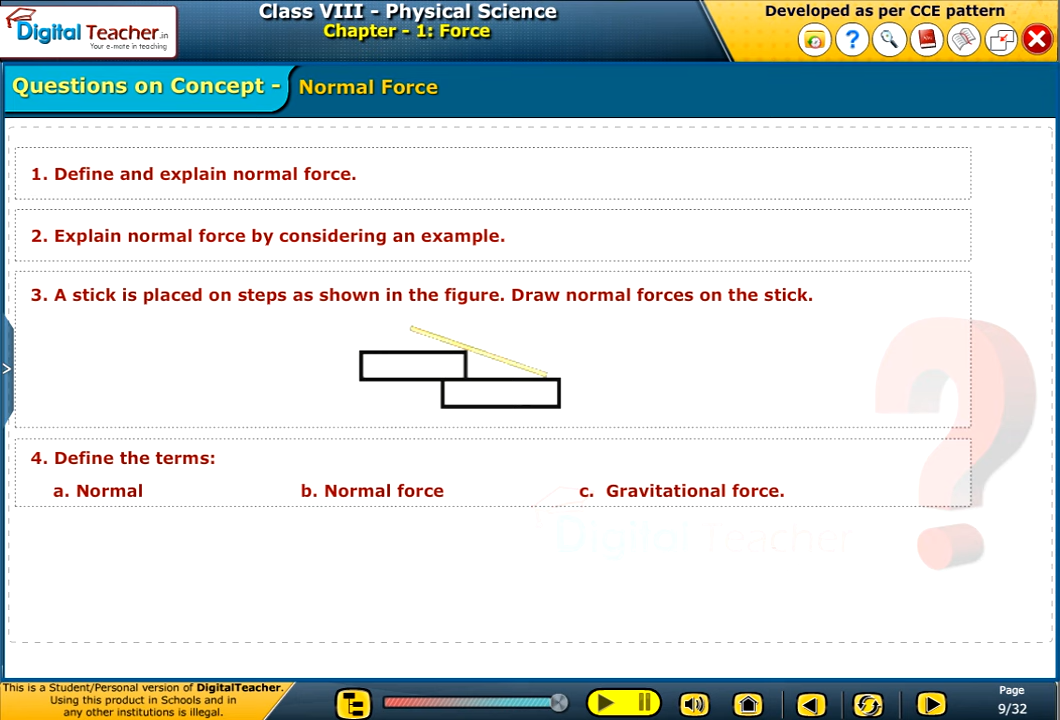 Digital Teacher.in
Your e-mate in teaching
Class VIII - Physical Science
Chapter - 1: Force
Developed as per CCE pattern
Questions on Concept - Normal Force
1. Define and explain normal force.
2. Explain normal force by considering an example.
3. A stick is placed on steps as shown in the figure. Draw normal forces on the stick.
4. Define the terms:
a. Normal b. Normal force c. Gravitational force.
Digital Teacher
This is a Student/Personal version of DigitalTeacher.
Using this product in Schools and in
any other institutions is illegal.
Page
9/32